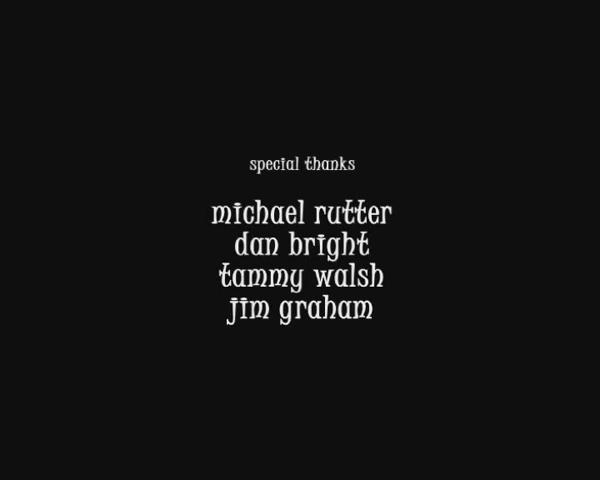 special thanks
michael rutter
dan bright
tammy walsh
jim graham